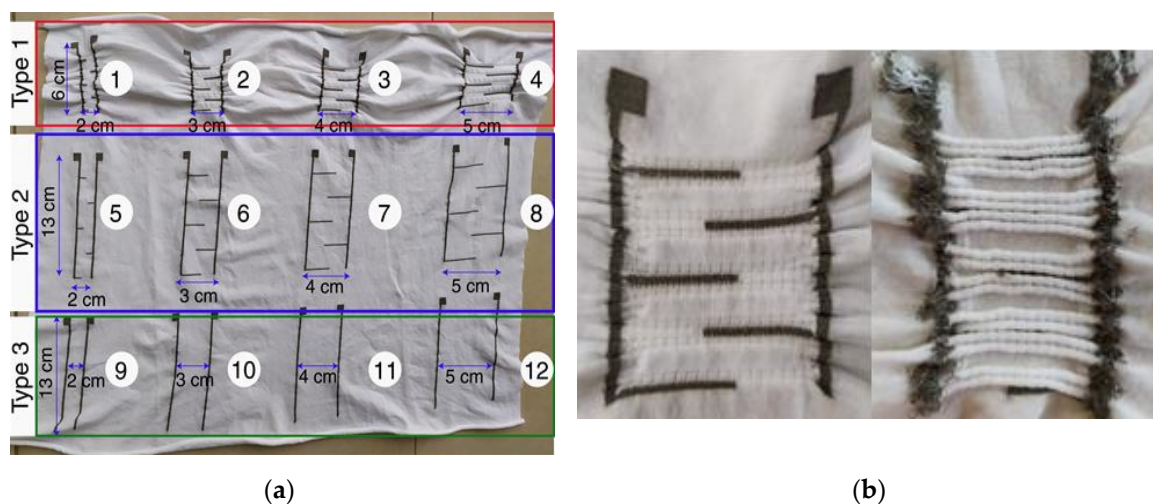 Type 1
6 cm
1
2
3
4
2 cm
3 cm
4 cm
5 cm
Type 2
13 cm
5
6
7
8
2 cm
3 cm
4 cm
5 cm
Type 3
13 cm
2 cm
9
3 cm
10
4 cm
11
5 cm
12
(a)
(b)